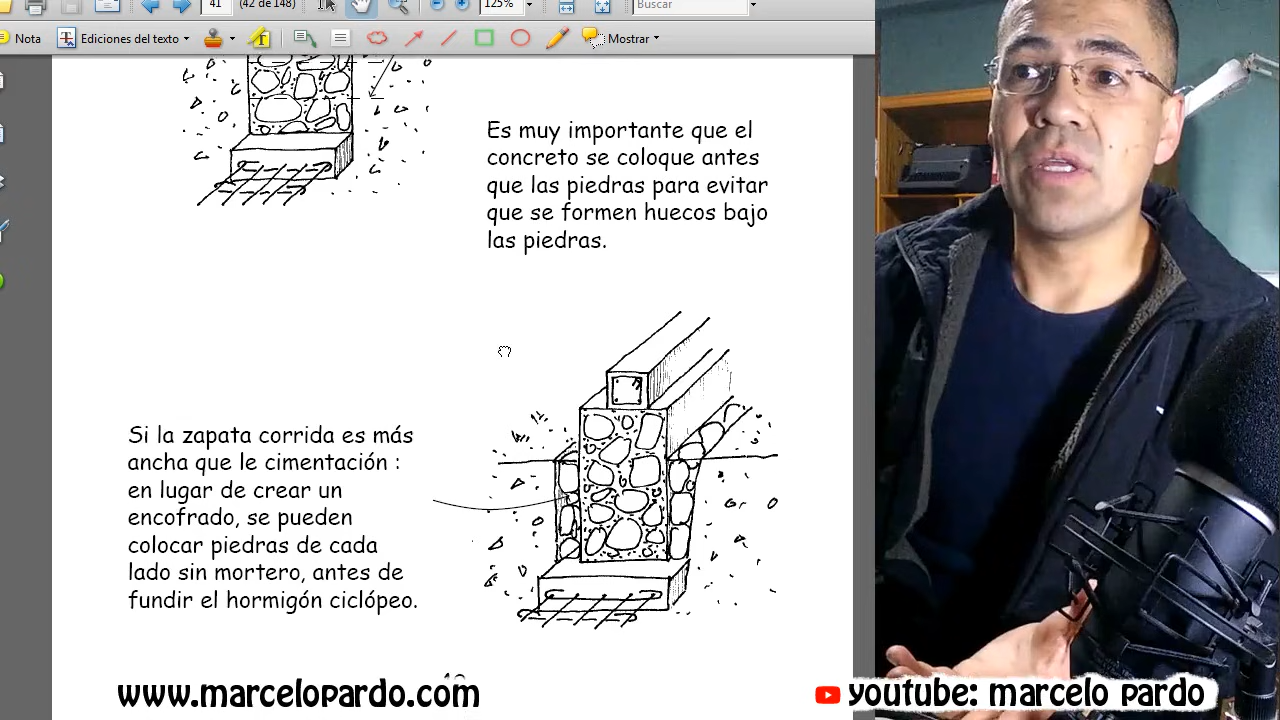 41
(42 de 148)
125%
Buscar
Nota
Ediciones del texto
Mostrar
Es muy importante que el
concreto se coloque antes
que las piedras para evitar
que se formen huecos bajo
las piedras.
Si la zapata corrida es más
ancha que le cimentación :
en lugar de crear un
encofrado, se pueden
colocar piedras de cada
lado sin mortero, antes de
fundir el hormigón ciclópeo.
www.marcelopardo.com
youtube: marcelo pardo